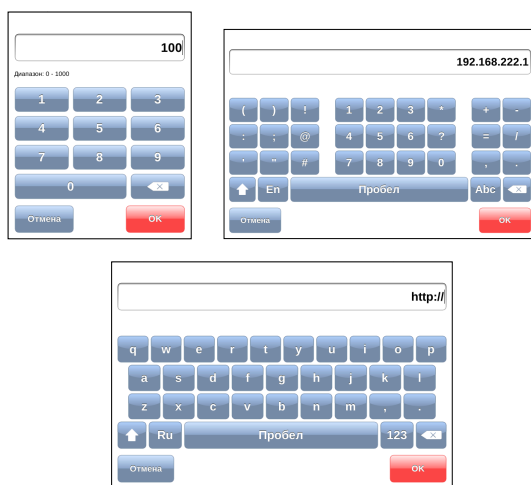 100
Диапазон: 0 - 1000
1 2 3
4 5 6
7 8 9
0
Отмена OK
192.168.222.1
( ) ! 1 2 3 * + -
: ; @ 4 5 6 ? = /
' " # 7 8 9 0 , .
En Пробел Abc
Отмена OK
http://
q w e r t y u i o p
a s d f g h j k l
z x c v b n m , .
Ru Пробел 123
Отмена OK